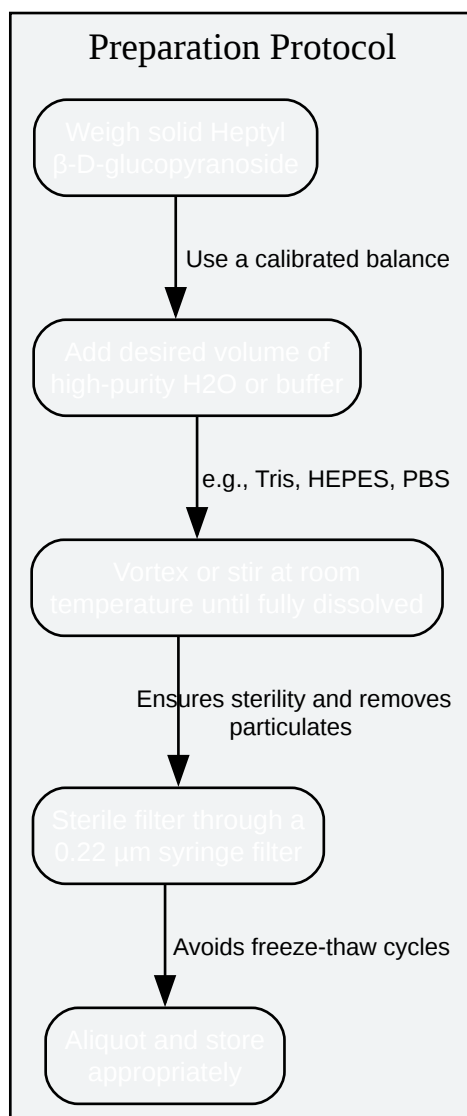 Preparation Protocol
Weigh solid Heptyl
β-D-glucopyranoside
Use a calibrated balance
Add desired volume of
high-purity H2O or buffer
e.g., Tris, HEPES, PBS
Vortex or stir at room
temperature until fully dissolved
Ensures sterility and removes
particulates
Sterile filter through a
0.22 µm syringe filter
Avoids freeze-thaw cycles
Aliquot and store
appropriately